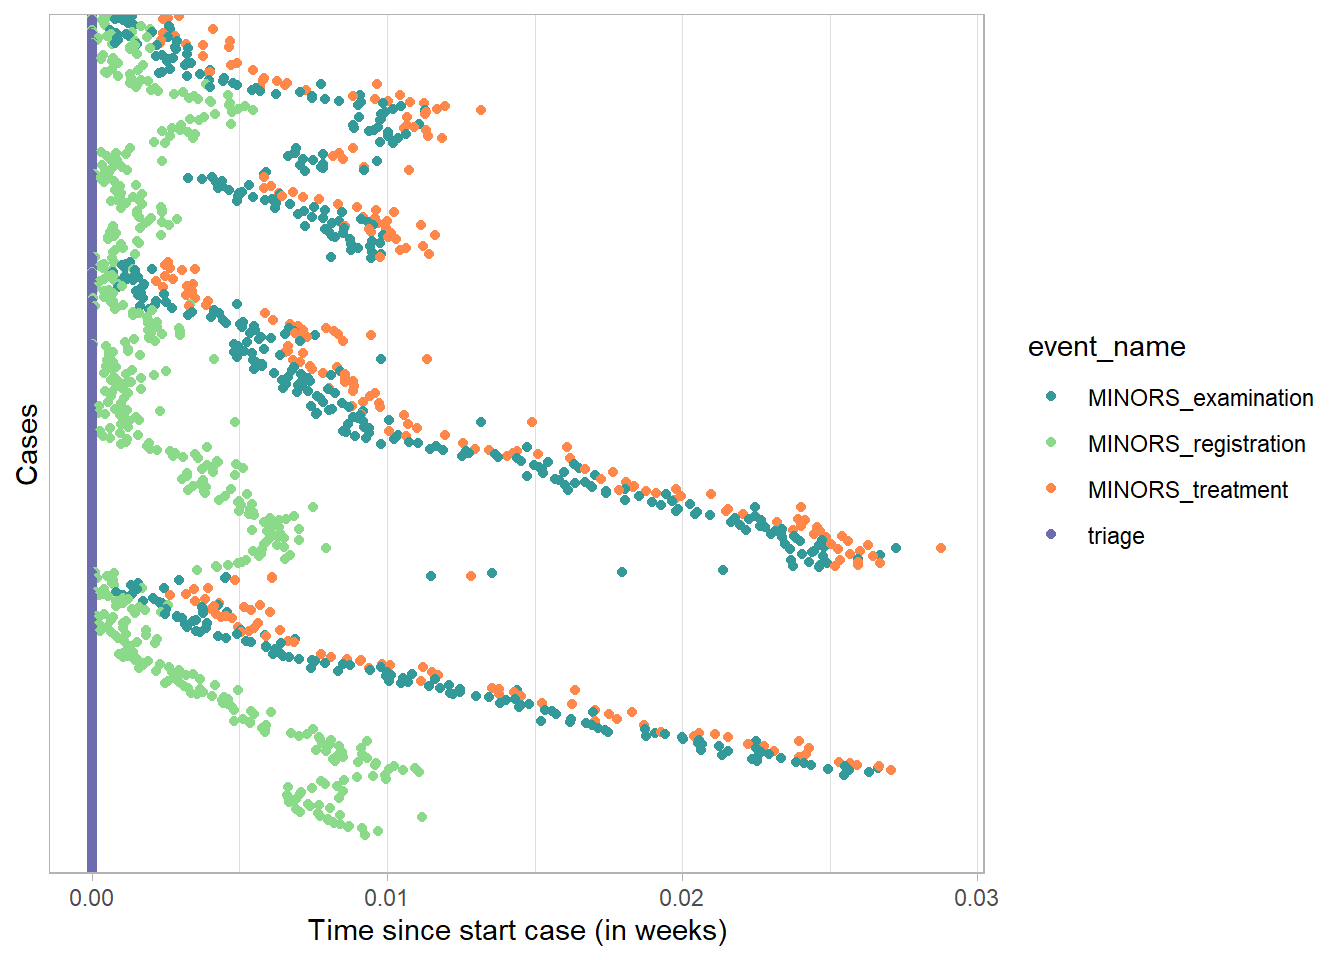 event_name
MINORS_examination
MINORS_registration
MINORS_treatment
triage
Cases
0.00
0.01
0.02
0.03
Time since start case (in weeks)